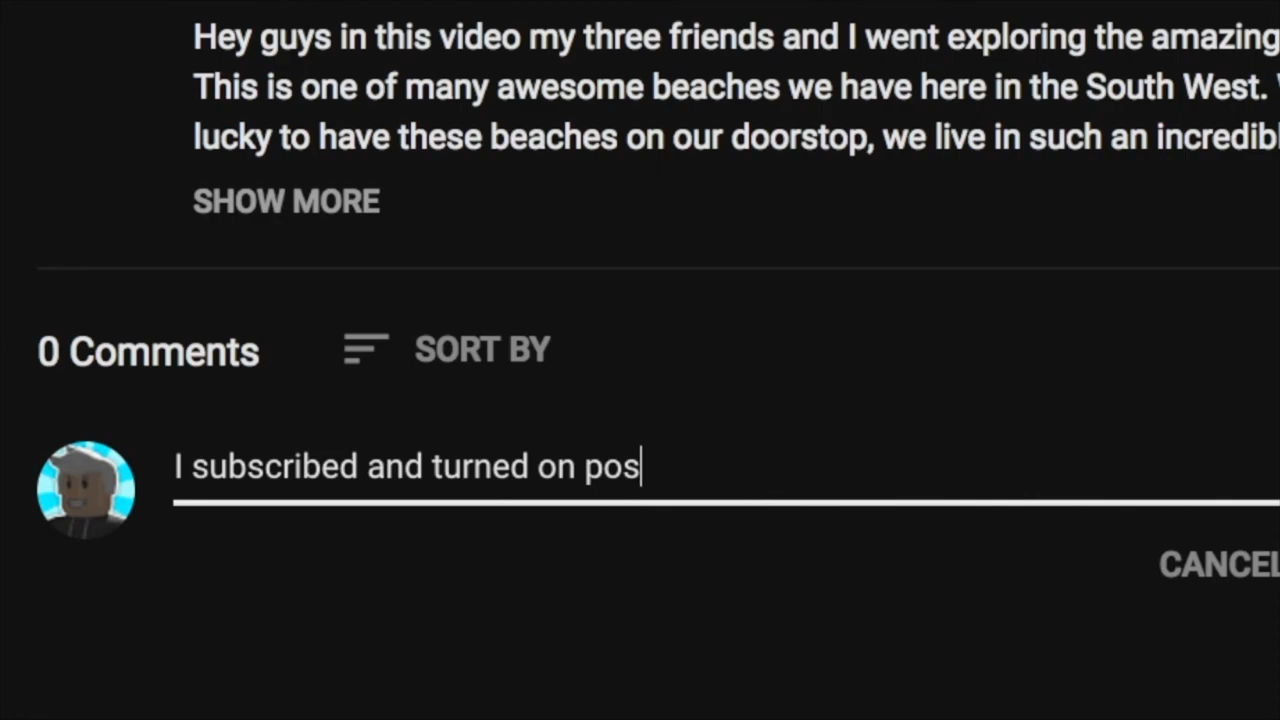 Hey guys in this video my three friends and I went exploring the amazing
This is one of many awesome beaches we have here in the South West.
lucky to have these beaches on our doorstop, we live in such an incredibl
SHOW MORE
0 Comments SORT BY
I subscribed and turned on pos
CANCEL